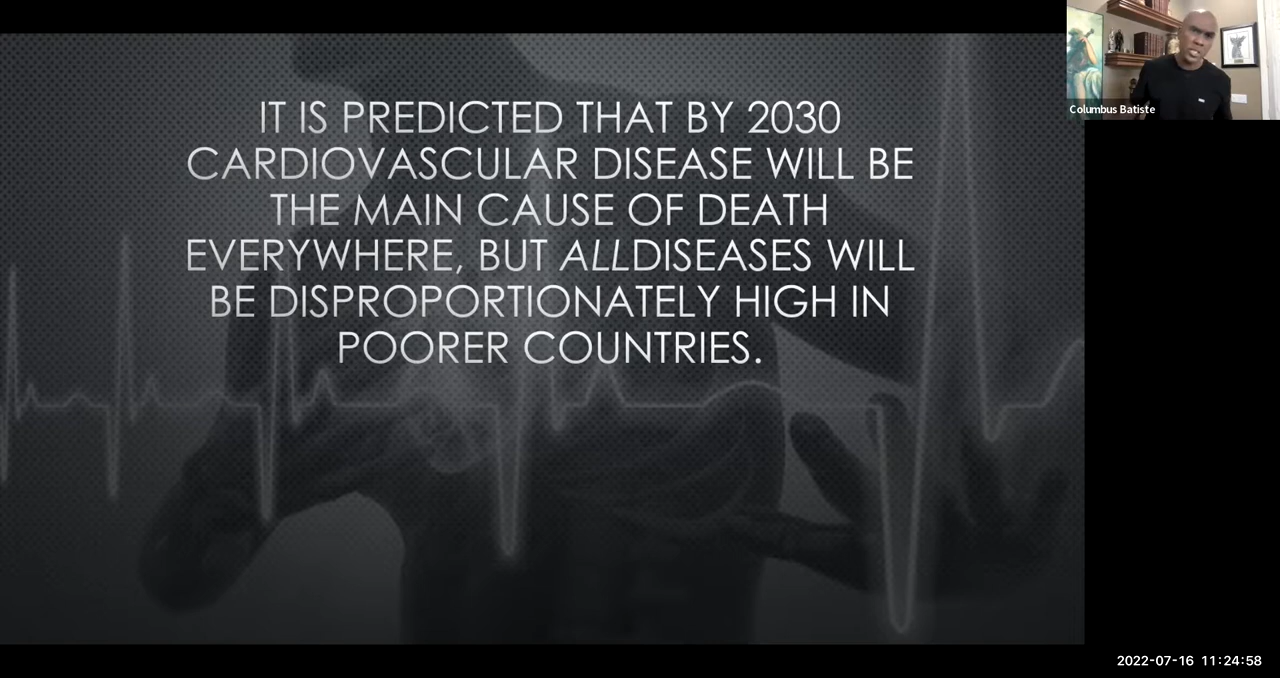 Columbus Batiste
IT IS PREDICTED THAT BY 2030
CARDIOVASCULAR DISEASE WILL BE
THE MAIN CAUSE OF DEATH
EVERYWHERE, BUT ALLDISEASES WILL
BE DISPROPORTIONATELY HIGH IN
POORER COUNTRIES.
2022-07-16 11:24:58